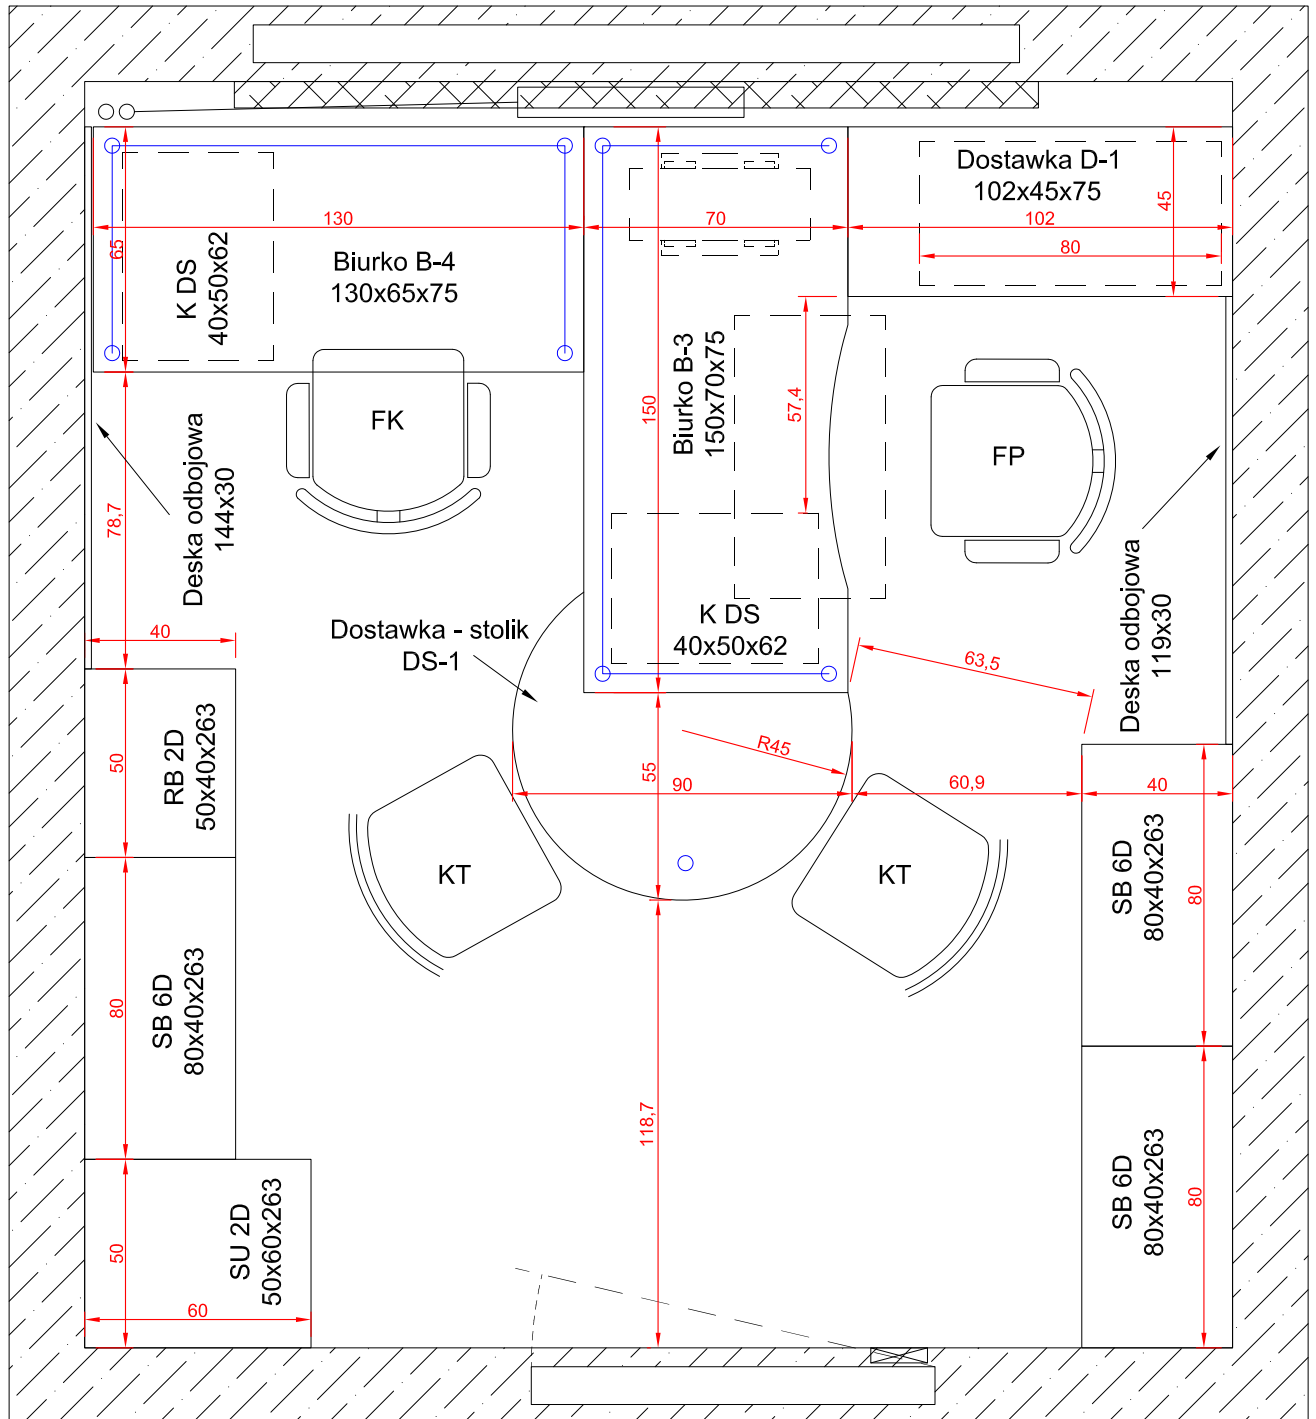 Dostawka D-1
102x45x75
45
130
70
102
80
65
K DS
40x50x62
Biurko B-4
130x65x75
Biurko B-3
150x70x75
150
57,4
FK
FP
Deska odbojowa
144x30
78,7
Deska odbojowa
119x30
40
Dostawka - stolik
DS-1
K DS
40x50x62
63,5
RB 2D
50x40x263
50
R45
55
90
60,9
40
KT
KT
SB 6D
80x40x263
80
SB 6D
80x40x263
80
118,7
SU 2D
50x60x263
50
60
SB 6D
80x40x263
80